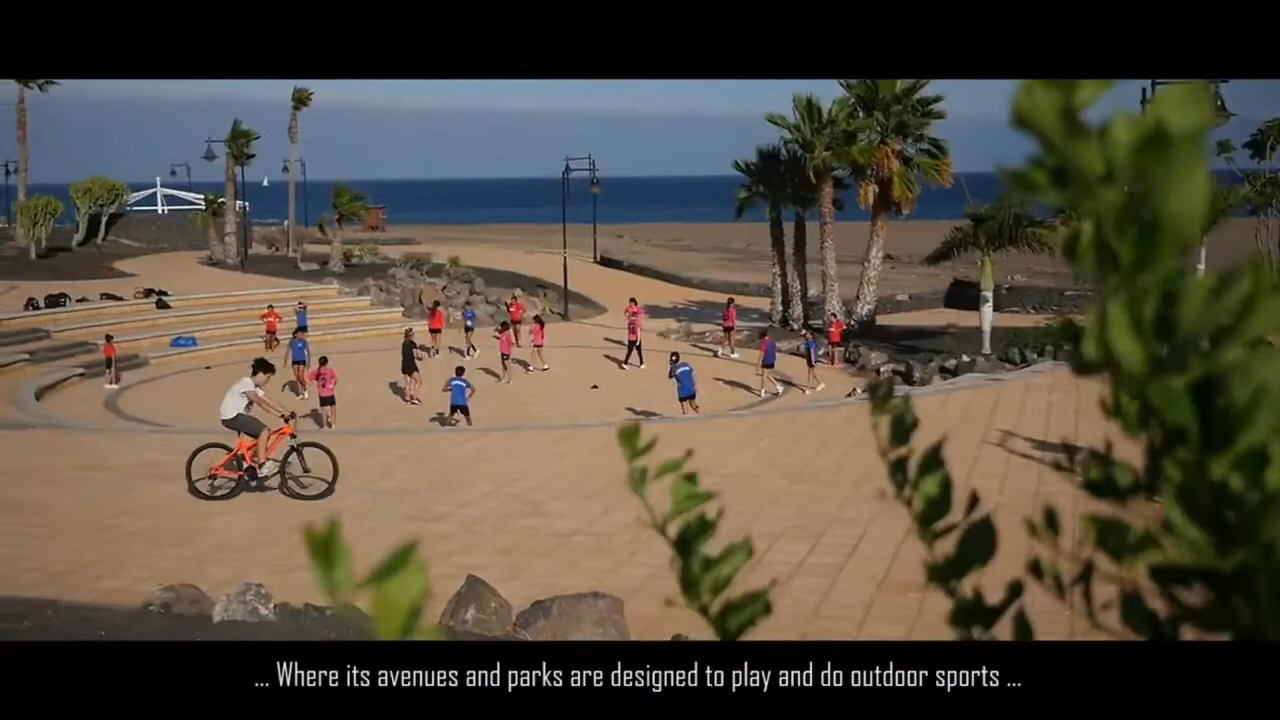 ... Where its avenues and parks are designed to play and do outdoor sports ...